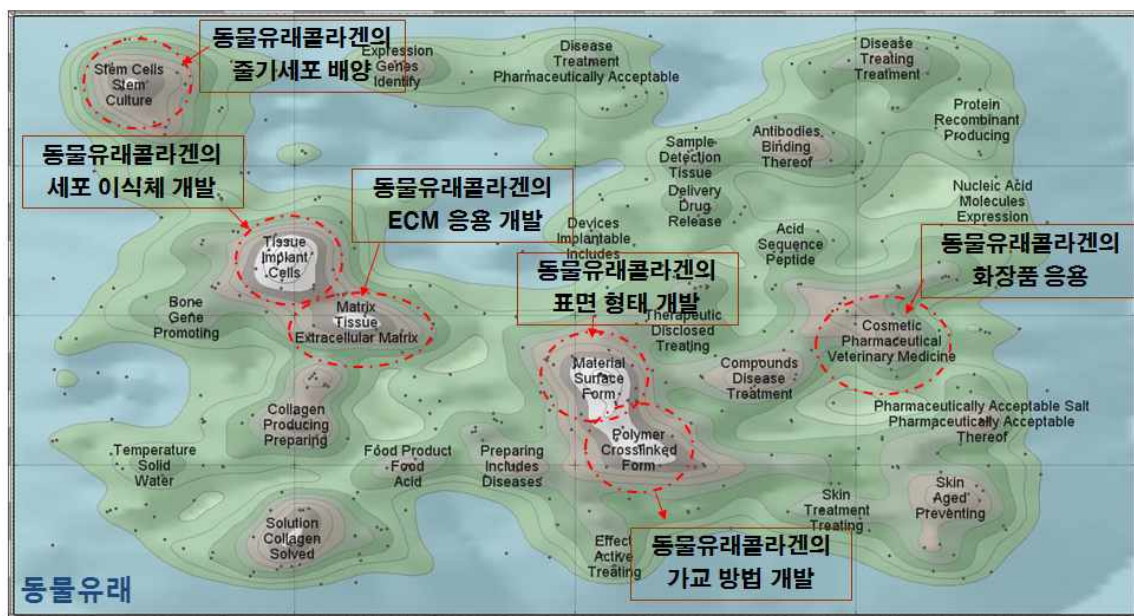 동물유래콜라겐의
줄기세포 배양
Stem Cells
Stem
Culture
Expression
Genes
Identify
Disease
Treatment
Pharmaceutically Acceptable
Disease
Treating
Treatment
Protein
Recombinant
Producing
동물유래콜라겐의
세포 이식체 개발
동물유래콜라겐의
ECM 응용 개발
Sample
Detection
Tissue
Antibodies
Binding
Thereof
Delivery
Drug
Release
Nucleic Acid
Molecules
Expression
Devices
Implantable
Includes
Acid
Sequence
Peptide
동물유래콜라겐의
화장품 응용
Tissue
Implant
Cells
동물유래콜라겐의
표면 형태 개발
Bone
Gene
Promoting
Matrix
Tissue
Extracellular Matrix
Therapeutic
Disclosed
Treating
Cosmetic
Pharmaceutical
Veterinary Medicine
Material
Surface
Form
Compounds
Disease
Treatment
Collagen
Producing
Preparing
Pharmaceutically Acceptable Salt
Pharmaceutically Acceptable
Thereof
Temperature
Solid
Water
Food Product
Food
Acid
Preparing
Includes
Diseases
Polymer
Crosslinked
Form
Skin
Treatment
Treating
Skin
Aged
Preventing
Solution
Collagen
Solved
Effect
Active
Treating
동물유래콜라겐의
가교 방법 개발
동물유래